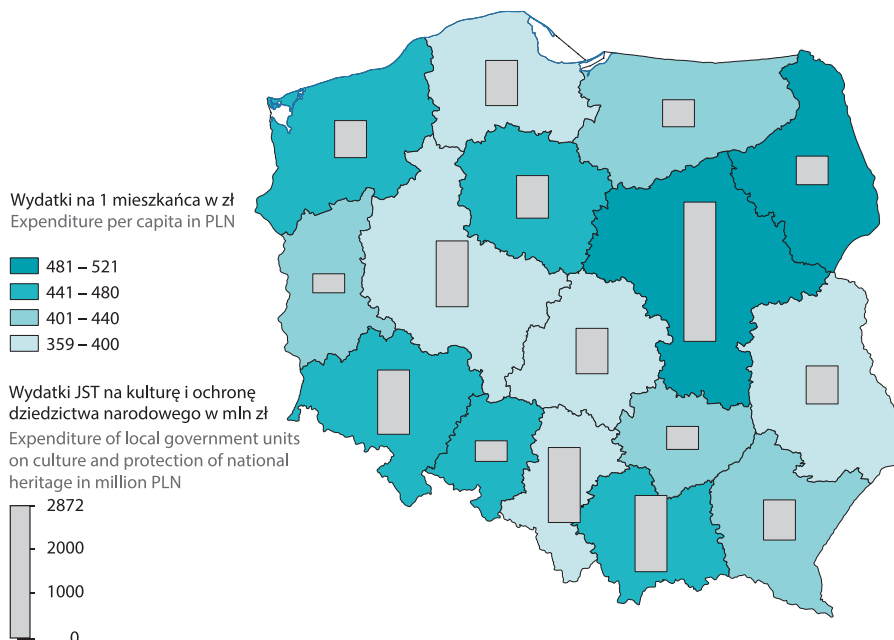 Wydatki na 1 mieszkańca w zł
Expenditure per capita in PLN
481 – 521
441 – 480
401 – 440
359 – 400
Wydatki JST na kulturę i ochronę
dziedzictwa narodowego w mln zł
Expenditure of local government units
on culture and protection of national
heritage in million PLN
2872
2000
1000
0